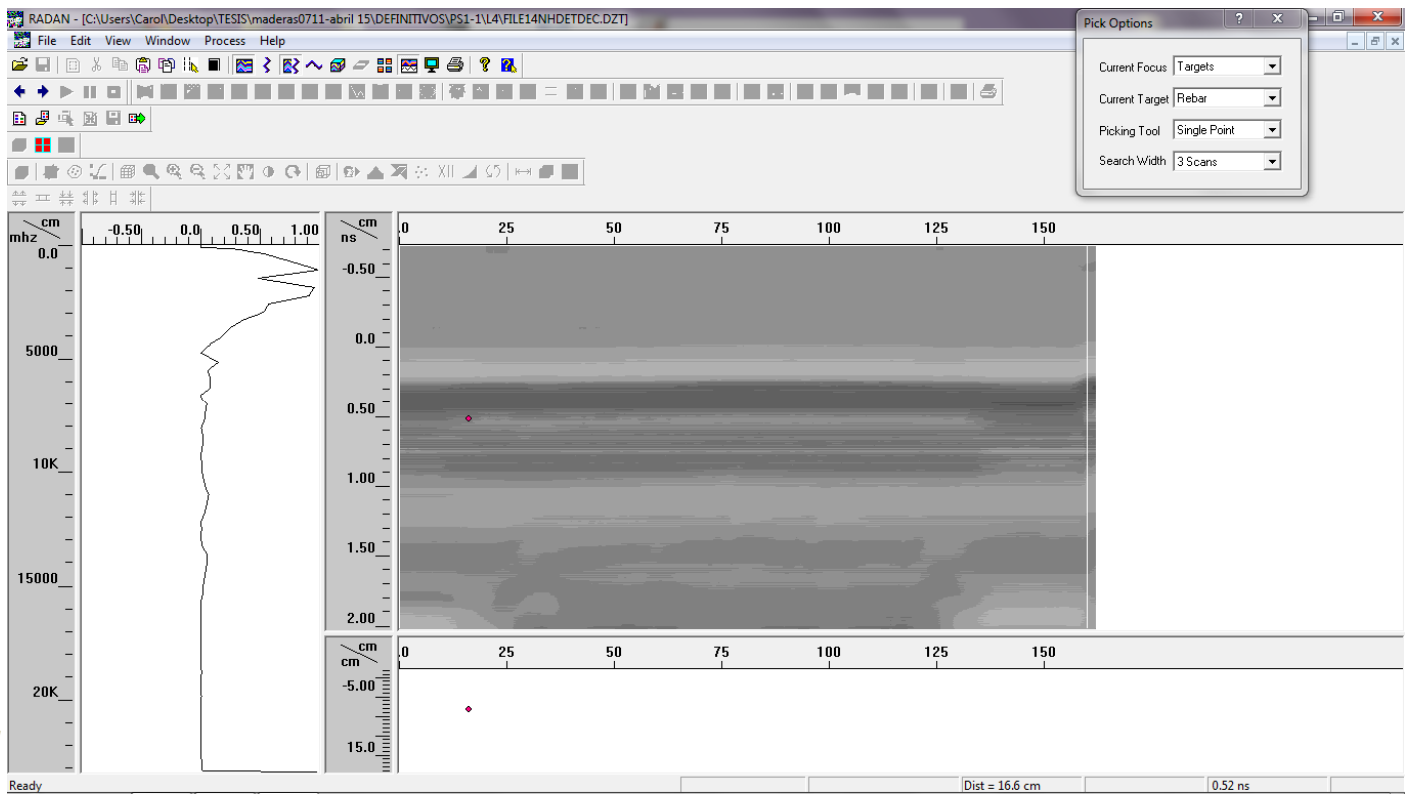 RADAN - [C:\Users\Carol\Desktop\TESIS\maderas0711-abril 15\DEFINITIVOS\PS1-1\L4\FILE14NHDETDEC.DZT]
File Edit View Window Process Help
Pick Options
Current Focus Targets
Current Target Rebar
Picking Tool Single Point
Search Width 3 Scans
cm
mhz
-0.50 0.0 0.50 1.00
0.0
5000
10K
15000
20K
cm
ns
.0 25 50 75 100 125 150
-0.50
0.0
0.50
1.00
1.50
2.00
cm
cm
.0 25 50 75 100 125 150
-5.00
15.0
Ready
Dist = 16.6 cm
0.52 ns